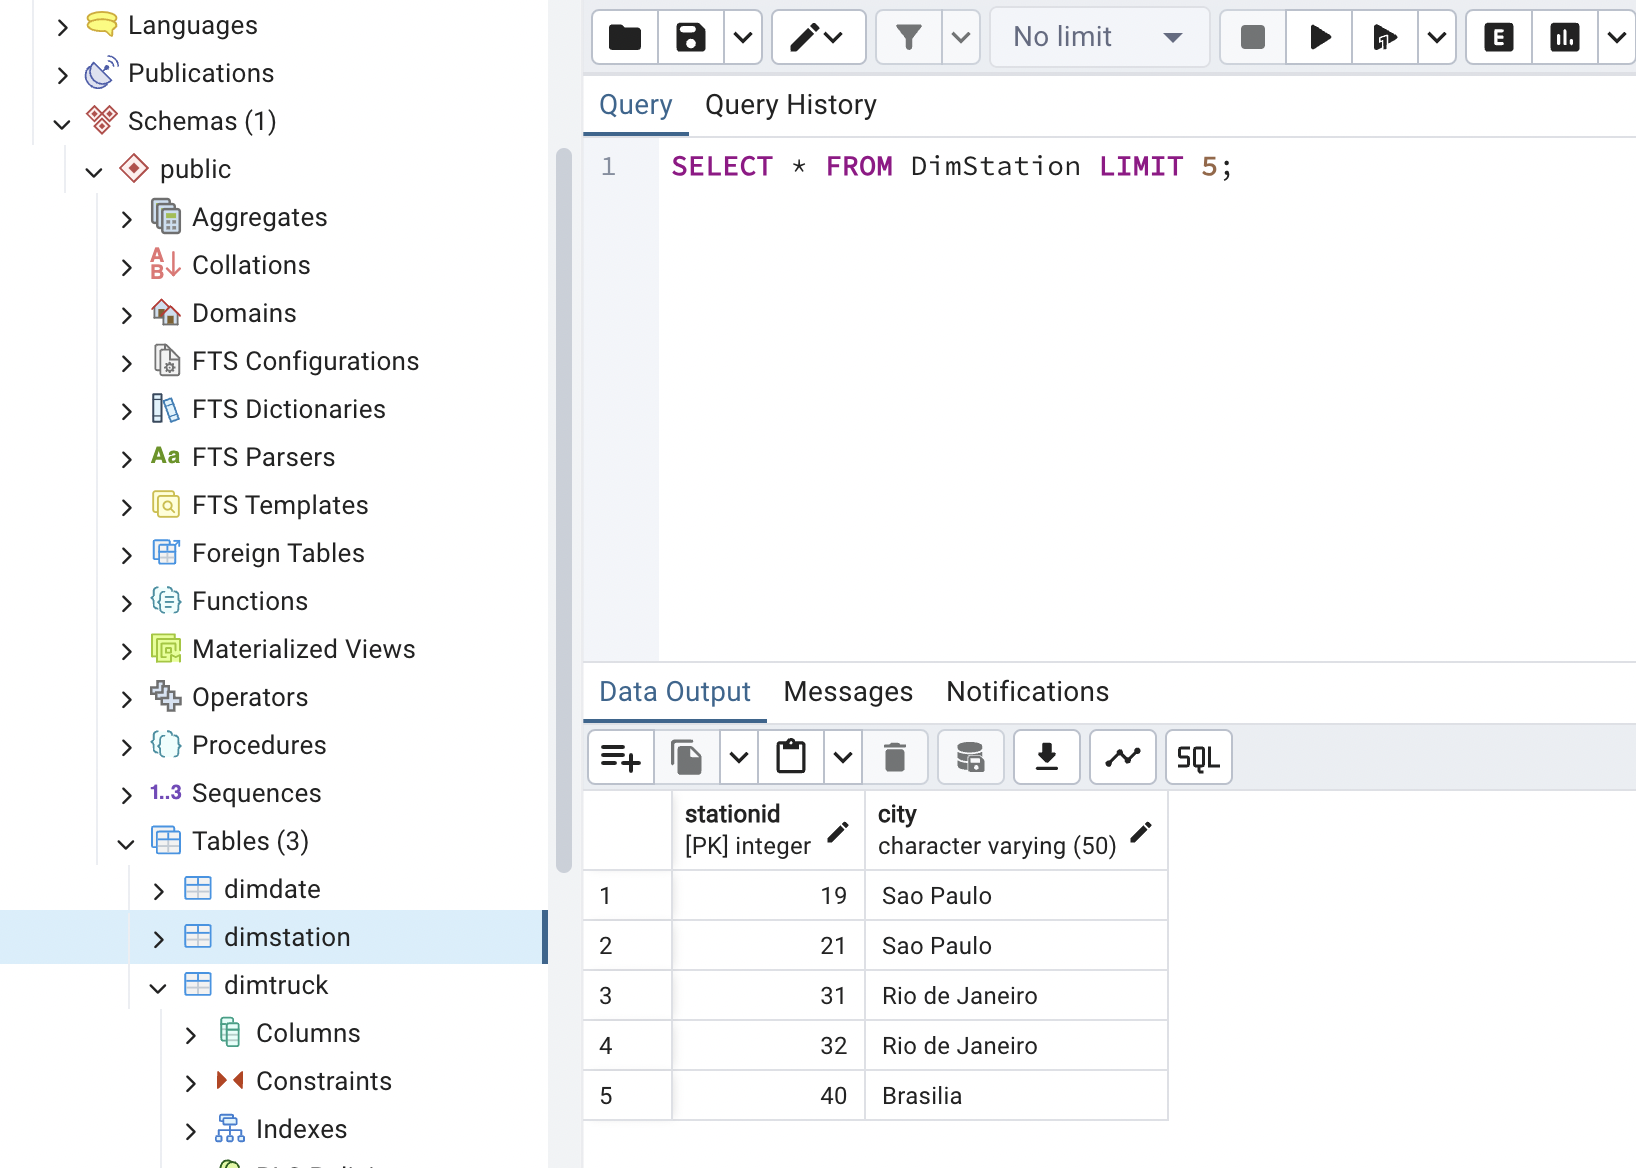 Languages
Publications
Schemas (1)
public
Aggregates
Collations
Domains
FTS Configurations
FTS Dictionaries
Aa FTS Parsers
FTS Templates
Foreign Tables
Functions
Materialized Views
Operators
Procedures
1..3 Sequences
Tables (3)
dimdate
dimstation
dimtruck
Columns
Constraints
Indexes
No limit
E
Query Query History
1 SELECT * FROM DimStation LIMIT 5;
Data Output Messages Notifications
SQL
stationid city
[PK] integer character varying (50)
1 19 Sao Paulo
2 21 Sao Paulo
3 31 Rio de Janeiro
4 32 Rio de Janeiro
5 40 Brasilia